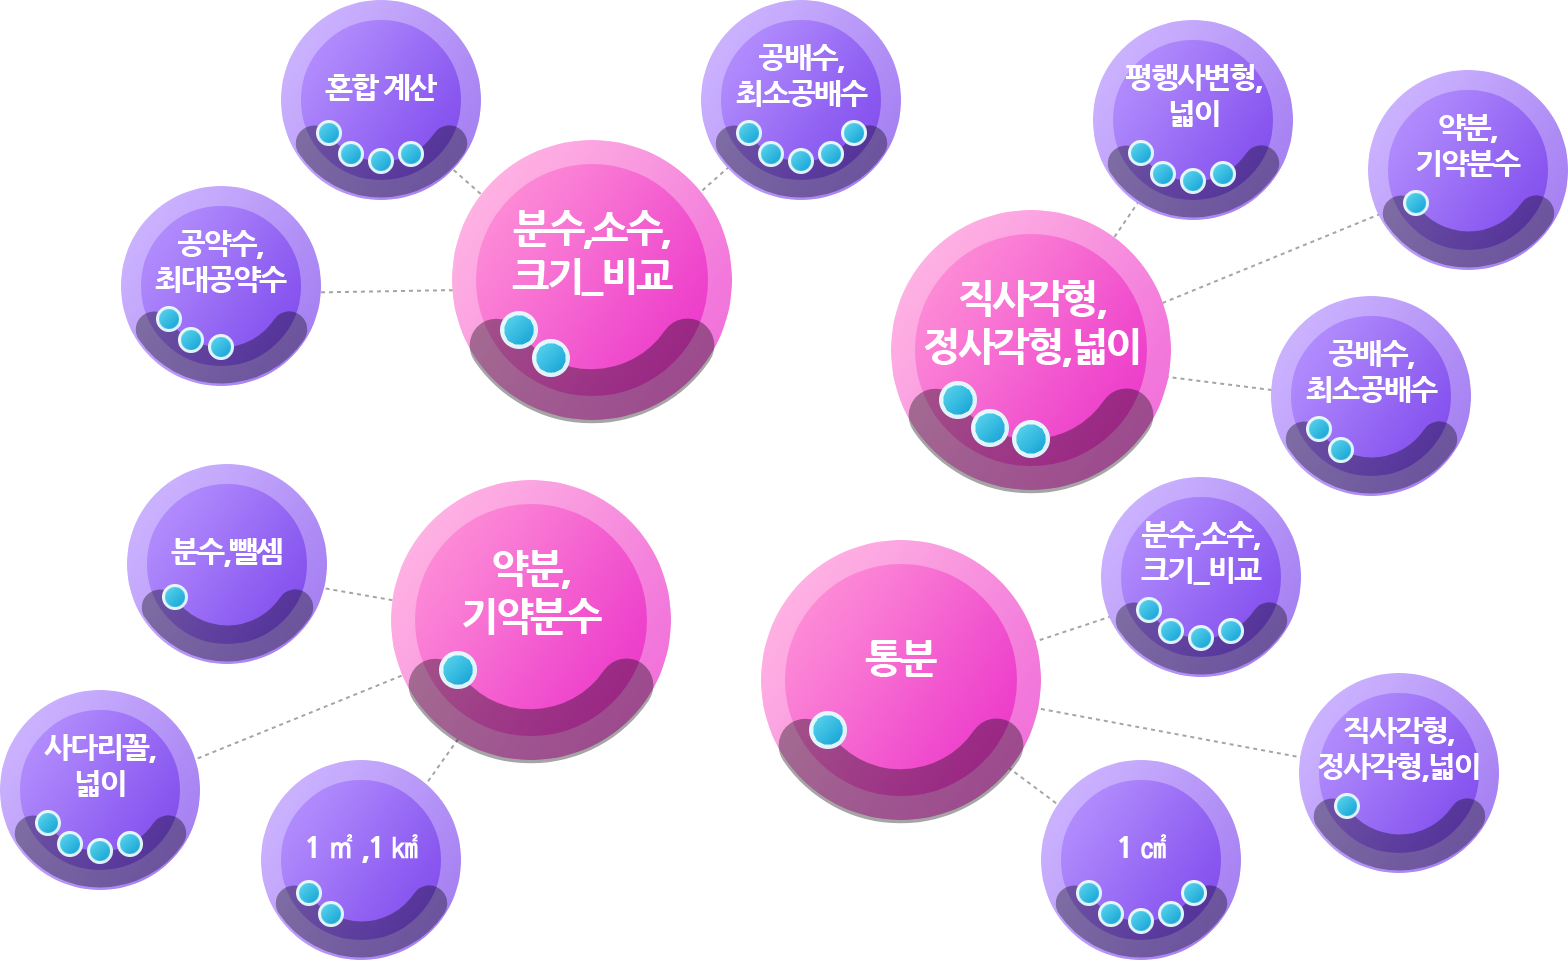 혼합 계산
공배수,
최소공배수
평행사변형,
넓이
약분,
기약분수
공약수,
최대공약수
분수,소수,
크기_비교
직사각형,
정사각형,넓이
공배수,
최소공배수
분수,뺄셈
약분,
기약분수
분수,소수,
크기_비교
통분
사다리꼴,
넓이
직사각형,
정사각형,넓이
1 ㎡ ,1 ㎢
1 ㎠